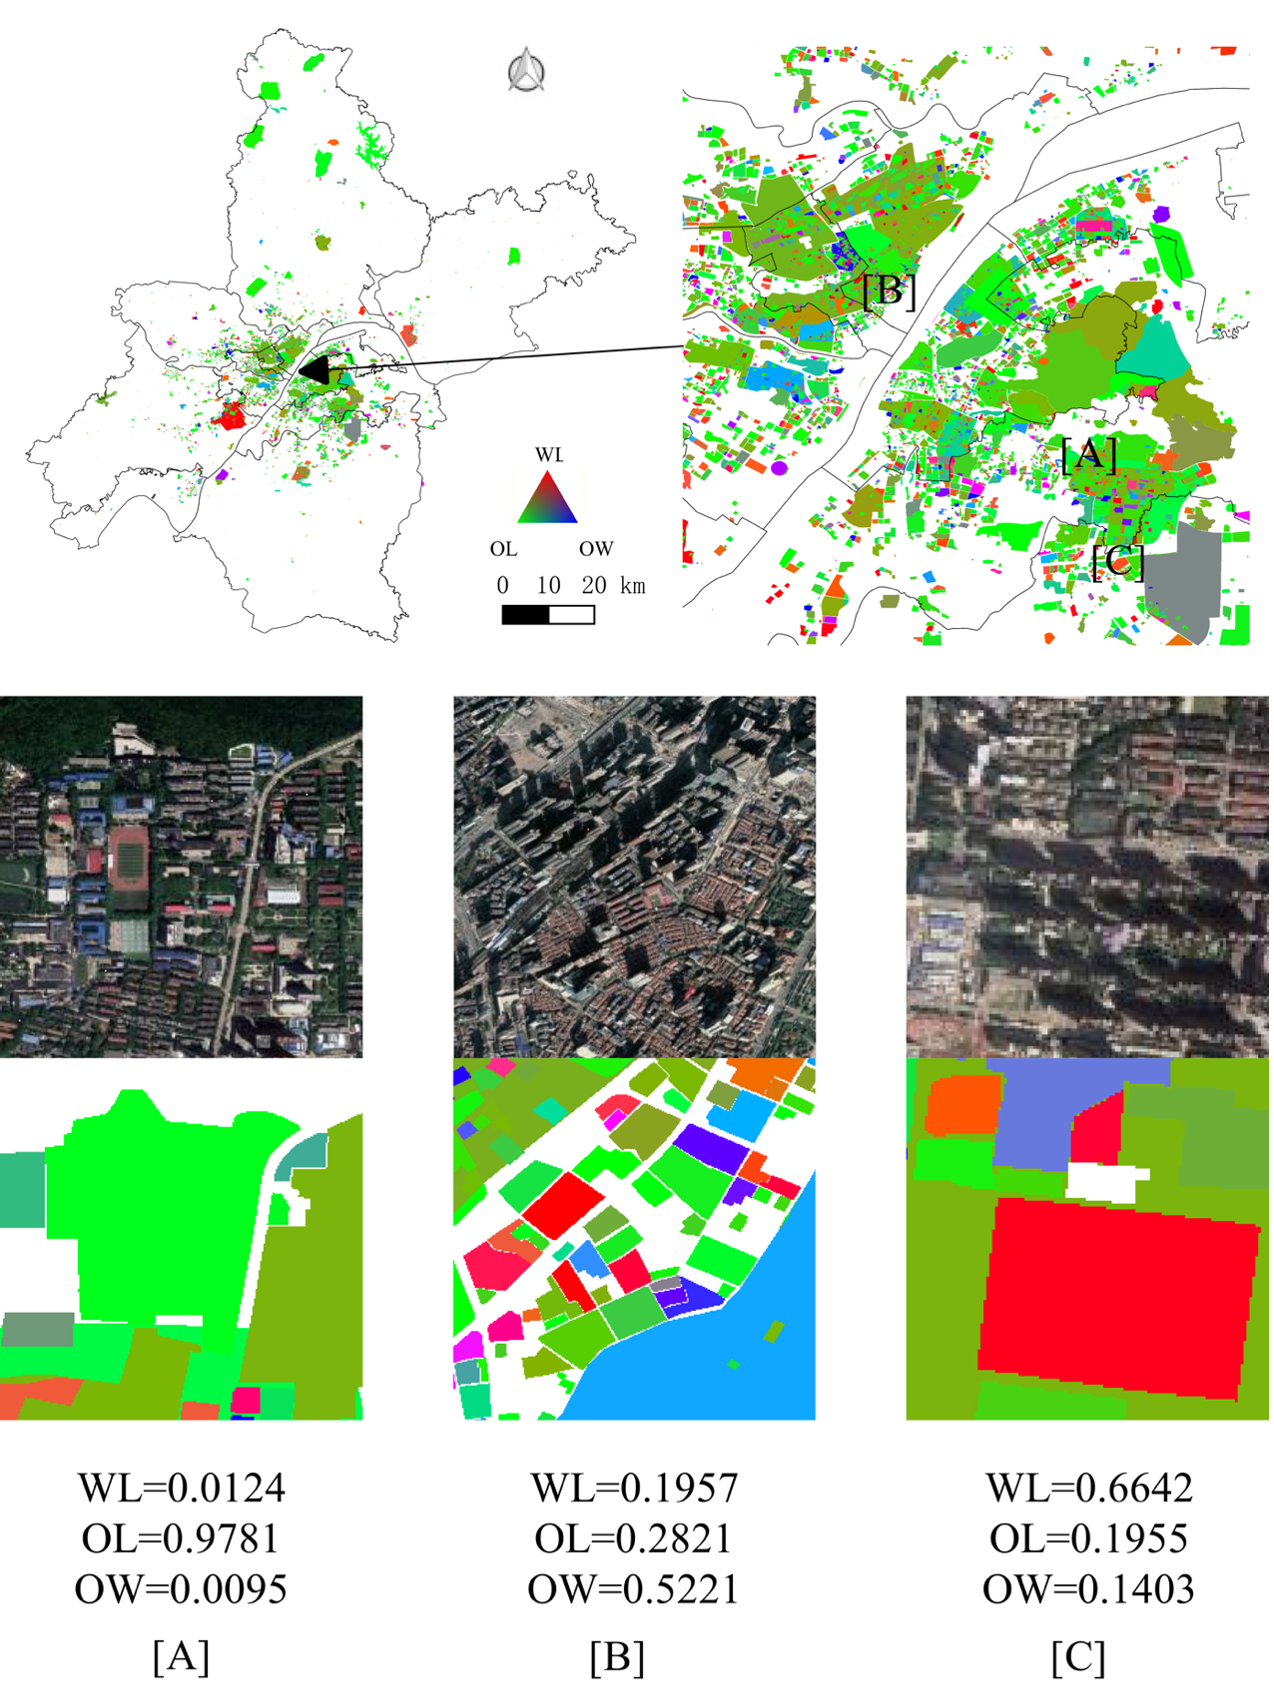 WL
OL OW
0 10 20 km
[B]
[A]
[C]
WL=0.0124
OL=0.9781
OW=0.0095
[A]
WL=0.1957
OL=0.2821
OW=0.5221
[B]
WL=0.6642
OL=0.1955
OW=0.1403
[C]